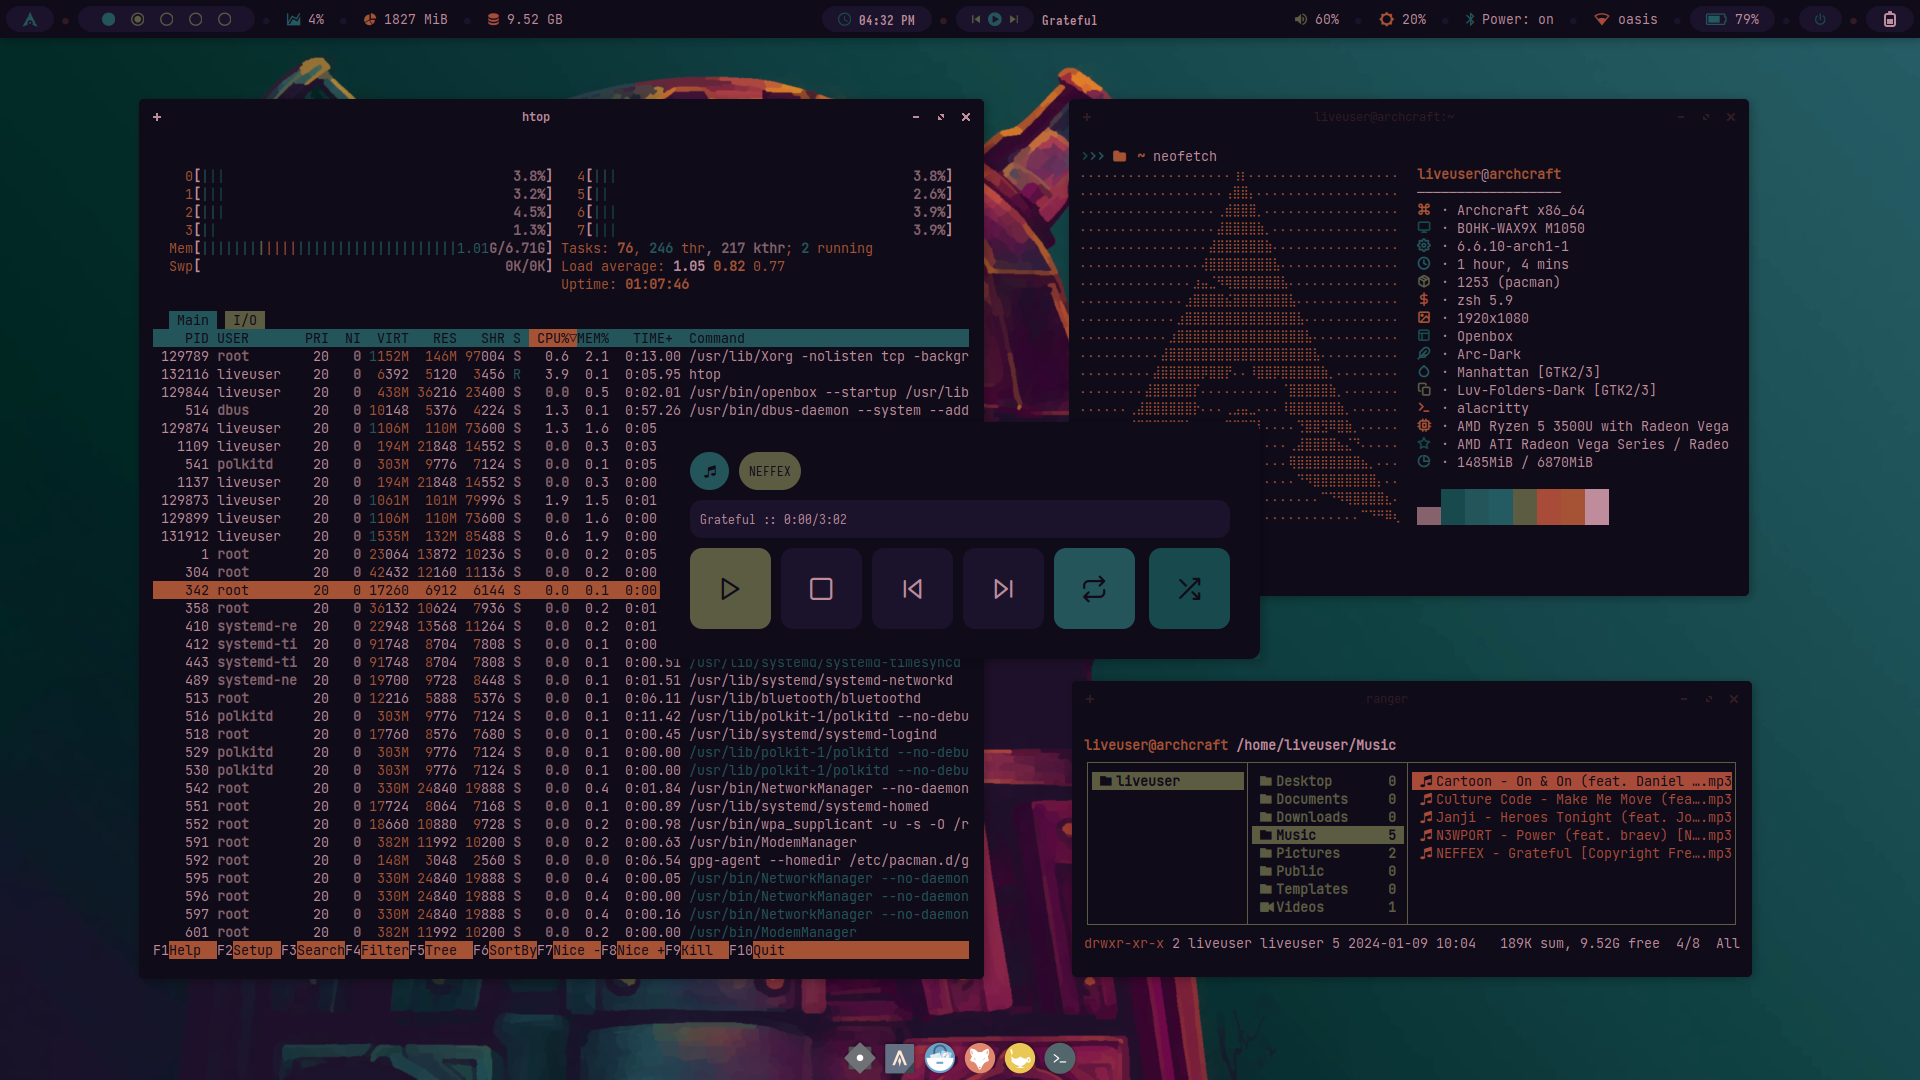 4% 1827 MiB 9.52 GB 04:32 PM Grateful 60% 20% Power: on oasis 79%
htop
0[||| 3.8%] 4[||| 3.8%]
1[||| 3.2%] 5[|| 2.6%]
2[||| 4.5%] 6[||| 3.9%]
3[|| 1.3%] 7[||| 3.9%]
Mem[||||||||||||||||||||||||||||||||1.01G/6.71G] Tasks: 76, 246 thr, 217 kthr; 2 running
Swp[ 0K/0K] Load average: 1.05 0.82 0.77
Uptime: 01:07:46
Main I/O
PID USER PRI NI VIRT RES SHR S CPU%▽MEM% TIME+ Command
129789 root 20 0 1152M 146M 97004 S 0.6 2.1 0:13.00 /usr/lib/Xorg -nolisten tcp -backgr
132116 liveuser 20 0 6392 5120 3456 R 3.9 0.1 0:05.95 htop
129844 liveuser 20 0 438M 36216 23400 S 0.0 0.5 0:02.01 /usr/bin/openbox --startup /usr/lib
514 dbus 20 0 10148 5376 4224 S 1.3 0.1 0:57.26 /usr/bin/dbus-daemon --system --add
129874 liveuser 20 0 1106M 110M 73600 S 1.3 1.6 0:05
1109 liveuser 20 0 194M 21848 14552 S 0.0 0.3 0:03
541 polkitd 20 0 303M 9776 7124 S 0.0 0.1 0:05
1137 liveuser 20 0 194M 21848 14552 S 0.0 0.3 0:00
129873 liveuser 20 0 1061M 101M 79996 S 1.9 1.5 0:01
129899 liveuser 20 0 1106M 110M 73600 S 0.0 1.6 0:00
131912 liveuser 20 0 1535M 132M 85488 S 0.6 1.9 0:00
1 root 20 0 23064 13872 10236 S 0.0 0.2 0:05
304 root 20 0 42432 12160 11136 S 0.0 0.2 0:00
342 root 20 0 17260 6912 6144 S 0.0 0.1 0:00
358 root 20 0 36132 10624 7936 S 0.0 0.2 0:01
410 systemd-re 20 0 22948 13568 11264 S 0.0 0.2 0:01
412 systemd-ti 20 0 91748 8704 7808 S 0.0 0.1 0:00
443 systemd-ti 20 0 91748 8704 7808 S 0.0 0.1 0:00.51 /usr/lib/systemd/systemd-timesyncd
489 systemd-ne 20 0 19700 9728 8448 S 0.0 0.1 0:01.51 /usr/lib/systemd/systemd-networkd
513 root 20 0 12216 5888 5376 S 0.0 0.1 0:06.11 /usr/lib/bluetooth/bluetoothd
516 polkitd 20 0 303M 9776 7124 S 0.0 0.1 0:11.42 /usr/lib/polkit-1/polkitd --no-debu
518 root 20 0 17760 8576 7680 S 0.0 0.1 0:00.45 /usr/lib/systemd/systemd-logind
529 polkitd 20 0 303M 9776 7124 S 0.0 0.1 0:00.00 /usr/lib/polkit-1/polkitd --no-debu
530 polkitd 20 0 303M 9776 7124 S 0.0 0.1 0:00.00 /usr/lib/polkit-1/polkitd --no-debu
542 root 20 0 330M 24840 19888 S 0.0 0.4 0:01.84 /usr/bin/NetworkManager --no-daemon
551 root 20 0 17724 8064 7168 S 0.0 0.1 0:00.89 /usr/lib/systemd/systemd-homed
552 root 20 0 18660 10880 9728 S 0.0 0.2 0:00.98 /usr/bin/wpa_supplicant -u -s -O /r
591 root 20 0 382M 11992 10200 S 0.0 0.2 0:00.63 /usr/bin/ModemManager
592 root 20 0 148M 3048 2560 S 0.0 0.0 0:06.54 gpg-agent --homedir /etc/pacman.d/g
595 root 20 0 330M 24840 19888 S 0.0 0.4 0:00.05 /usr/bin/NetworkManager --no-daemon
596 root 20 0 330M 24840 19888 S 0.0 0.4 0:00.00 /usr/bin/NetworkManager --no-daemon
597 root 20 0 330M 24840 19888 S 0.0 0.4 0:00.16 /usr/bin/NetworkManager --no-daemon
601 root 20 0 382M 11992 10200 S 0.0 0.2 0:00.00 /usr/bin/ModemManager
F1Help F2Setup F3SearchF4FilterF5Tree F6SortByF7Nice -F8Nice +F9Kill F10Quit
liveuser@archcraft:~
>>> ~ neofetch
liveuser@archcraft
· Archcraft x86_64
· BOHK-WAX9X M1050
· 6.6.10-arch1-1
· 1 hour, 4 mins
· 1253 (pacman)
· zsh 5.9
· 1920x1080
· Openbox
· Arc-Dark
· Manhattan [GTK2/3]
· Luv-Folders-Dark [GTK2/3]
· alacritty
· AMD Ryzen 5 3500U with Radeon Vega
· AMD ATI Radeon Vega Series / Radeo
· 1485MiB / 6870MiB
NEFFEX
Grateful :: 0:00/3:02
ranger
liveuser@archcraft /home/liveuser/Music
liveuser Desktop 0 Cartoon - On & On (feat. Daniel ….mp3
Documents 0 Culture Code - Make Me Move (fea….mp3
Downloads 0 Janji - Heroes Tonight (feat. Jo….mp3
Music 5 N3WPORT - Power (feat. braev) [N….mp3
Pictures 2 NEFFEX - Grateful [Copyright Fre….mp3
Public 0
Templates 0
Videos 1
drwxr-xr-x 2 liveuser liveuser 5 2024-01-09 10:04 189K sum, 9.52G free 4/8 All